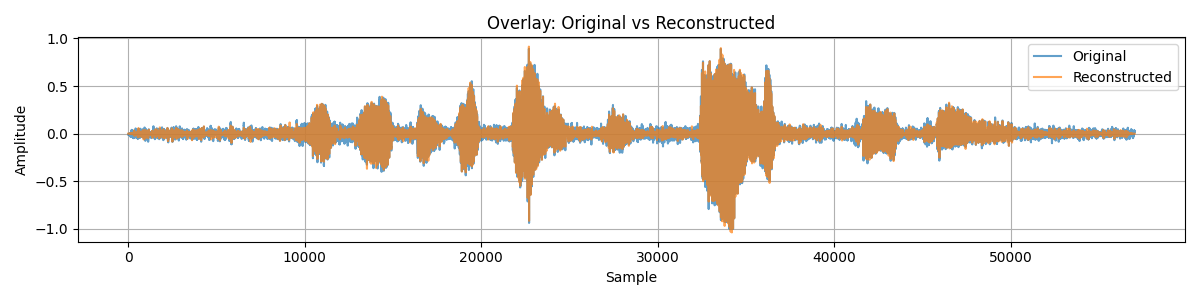 Overlay: Original vs Reconstructed
1.0
0.5
0.0
−0.5
−1.0
Amplitude
Original
Reconstructed
0
10000
20000
30000
40000
50000
Sample